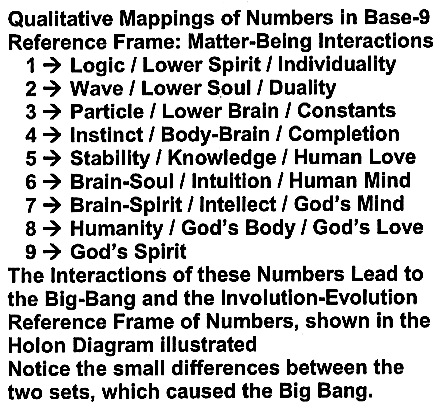 Qualitative Mappings of Numbers in Base-9
Reference Frame: Matter-Being Interactions
1 → Logic / Lower Spirit / Individuality
2 → Wave / Lower Soul / Duality
3 → Particle / Lower Brain / Constants
4 → Instinct / Body-Brain / Completion
5 → Stability / Knowledge / Human Love
6 → Brain-Soul / Intuition / Human Mind
7 → Brain-Spirit / Intellect / God's Mind
8 → Humanity / God's Body / God's Love
9 → God's Spirit
The Interactions of these Numbers Lead to
the Big-Bang and the Involution-Evolution
Reference Frame of Numbers, shown in the
Holon Diagram illustrated
Notice the small differences between the
two sets, which caused the Big Bang.